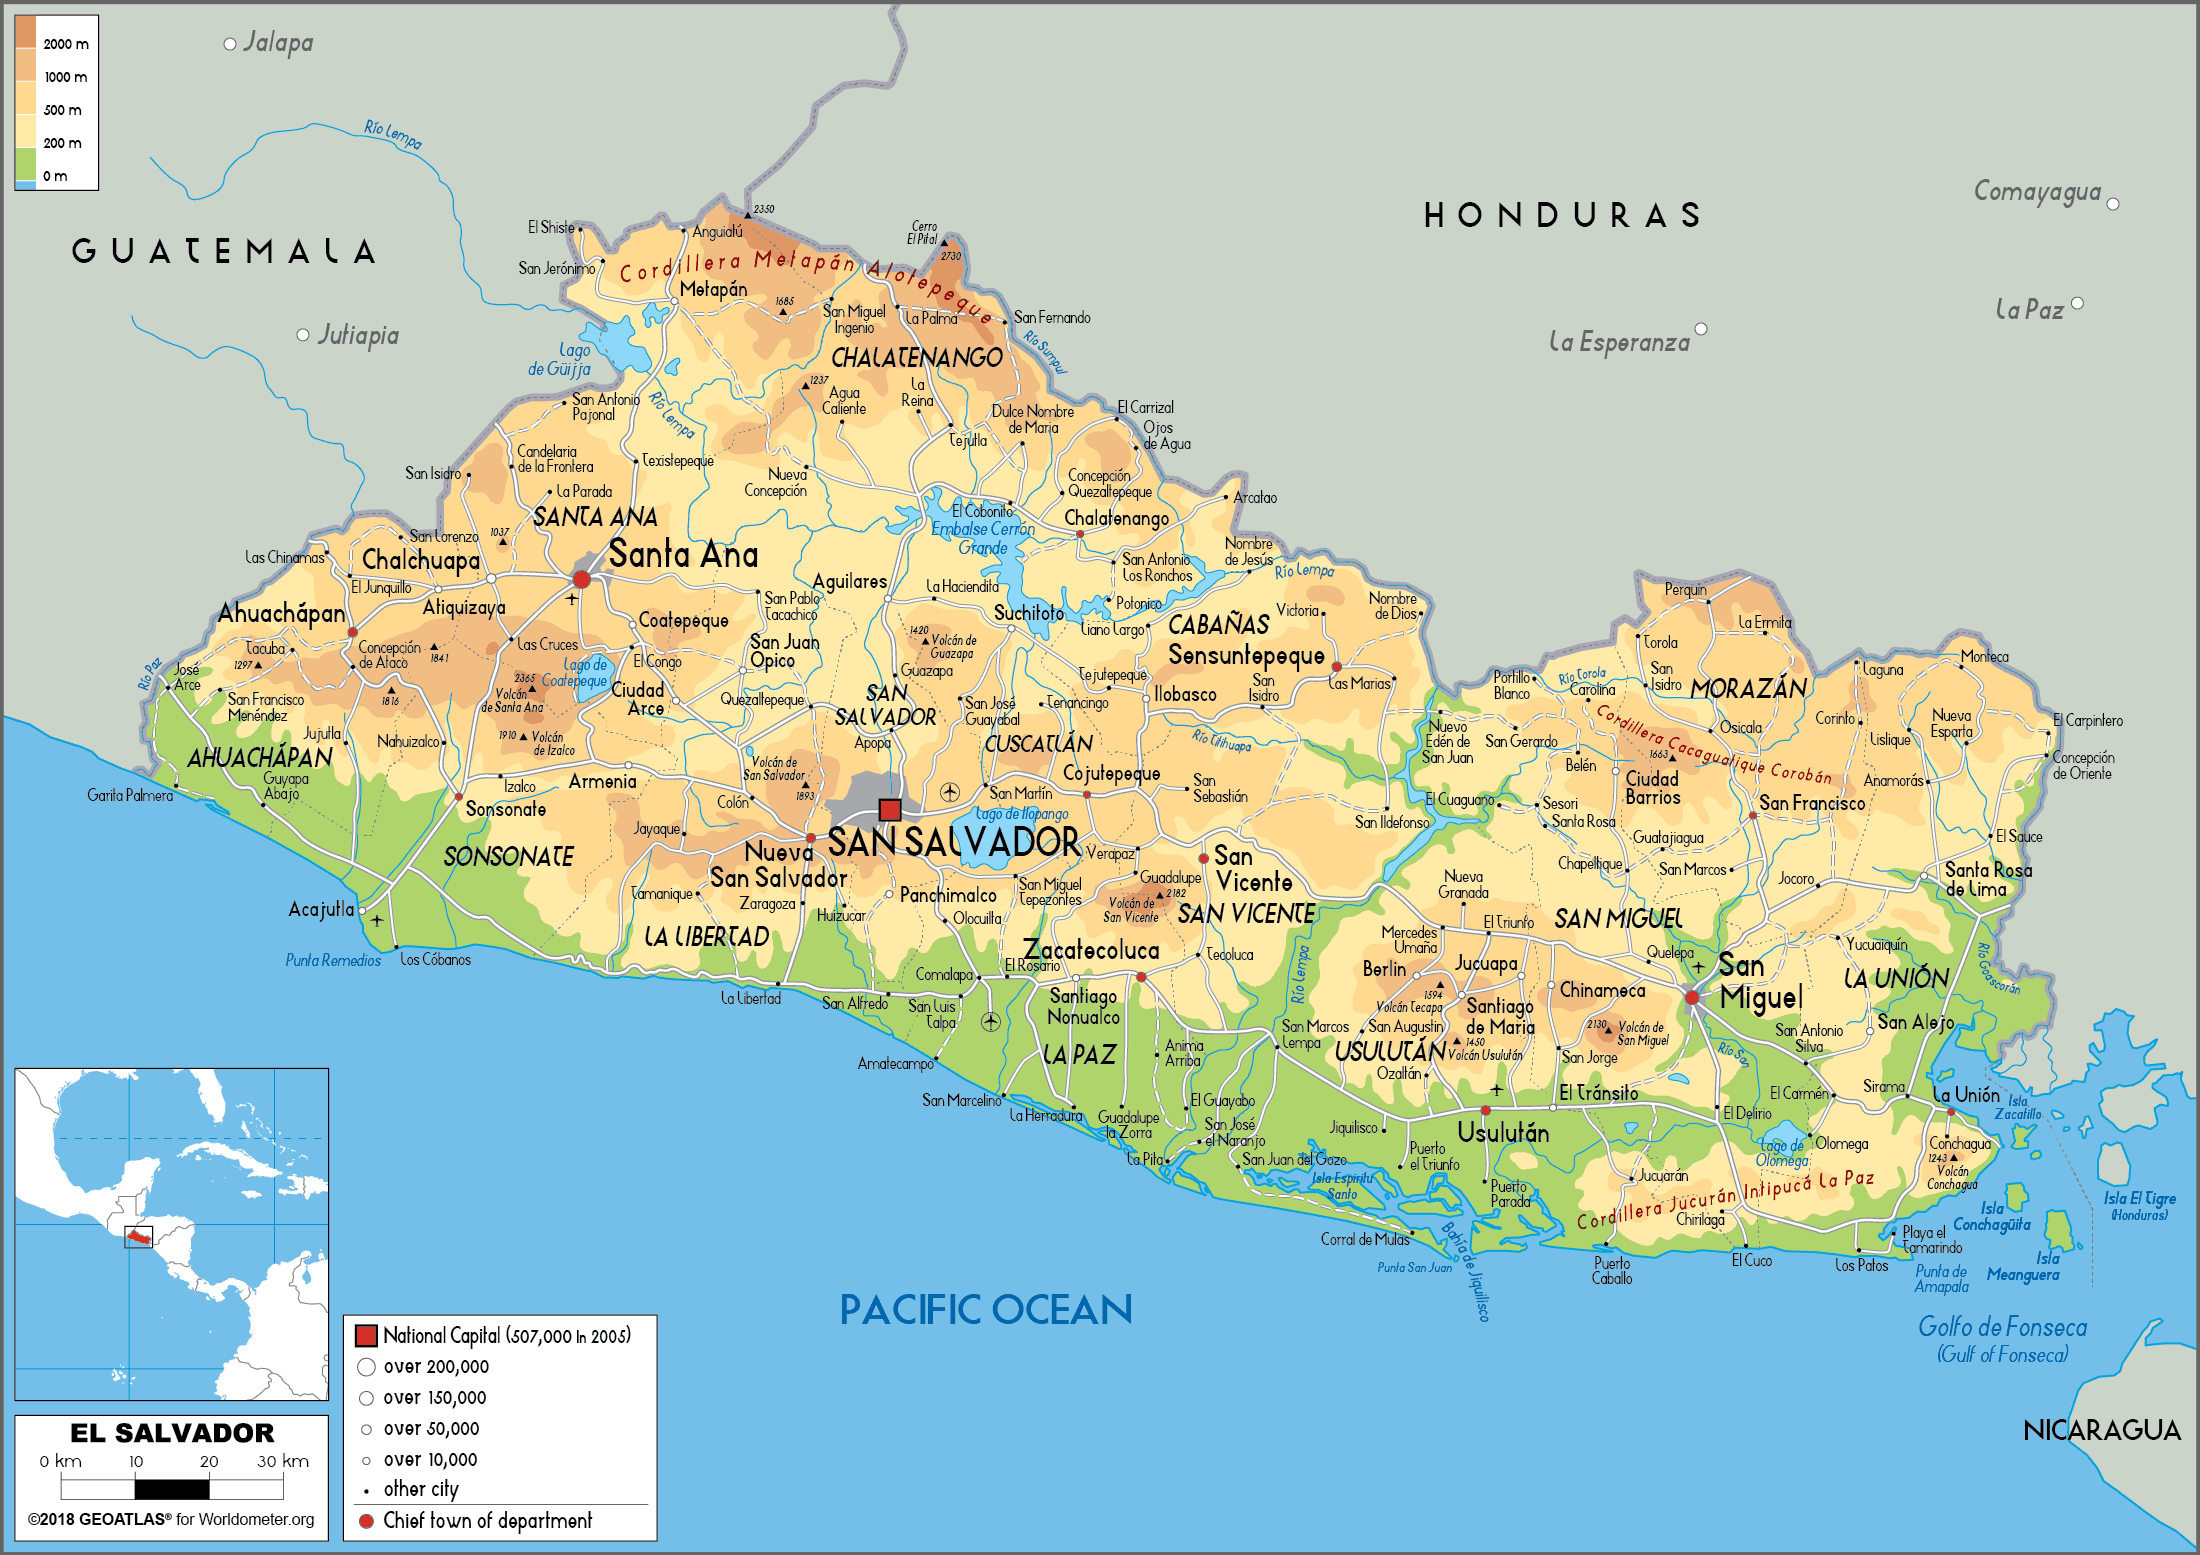 2000 m
1000 m
500 m
200 m
0 m
Jalapa
Río Lempa
GUATEMALA
Jutiapia
HONDURAS
Comayagua
La Paz
La Esperanza
El Shiste
Anguiatú
2350
Cerro
El Pital
2730
San Jerónimo
Cordillera Metapán Alotepeque
Metapán
1685
San Miguel
Ingenio
La Palma
San Fernando
Río Sumpul
Lago
de Güijja
CHALATENANGO
1237
Agua
Caliente
La
Reina
San Antonio
Pajonal
Río Lempa
Dulce Nombre
de Maria
El Carrizal
Ojos
de Agua
Tejutla
Candelaria
de la Frontera
Texistepeque
San Isidro
La Parada
Nueva
Concepción
Concepción
Quezaltepeque
Arcatao
SANTA ANA
El Cobonito
Embalse Cerrón
Grande
Chalatenango
San Lorenzo
1037
Las Chinamas
Chalchuapa
Santa Ana
Nombre
de Jesús
Río Lempa
San Antonio
Los Ronchos
El Junquillo
Atiquizaya
Aguilares
La Haciendita
San Pablo
Tacachico
Suchitoto
Potonico
Victoria
Nombre
de Dios
Perquin
Ahuachápan
Coatepeque
Liano Largo
CABAÑAS
La Ermita
Tacuba
1297
Concepción
de Ataco
1841
Las Cruces
El Congo
San Juan
Opico
1420
Volcán de
Guazapa
Sensuntepeque
Torola
Monteca
Río Paz
José
Arce
Lago de
Coatepeque
2365
Volcán
de Santa Ana
Guazapa
Tejutepeque
Ilobasco
San
Isidro
Las Marias
Portillo
Blanco
Río Torola
Carolina
San
Isidro
MORAZÁN
Laguna
San Francisco
Menéndez
1816
Ciudad
Arce
Quezaltepeque
SAN
SALVADOR
San José
Guayabal
Tenancingo
Cordillera Cacaguatique Corobán
Corinto
Nueva
Esparta
El Carpintero
Jujutla
Nahuizalco
1910
Volcán
de Izalco
Apopa
CUSCATLÁN
Río Titihuapa
Nuevo
Edén de
San Juan
San Gerardo
Osicala
Lislique
AHUACHÁPAN
Guyapa
Abajo
Garita Palmera
Izalco
Armenia
Volcán de
San Salvador
1893
Cojutepeque
Belén
1663
Ciudad
Barrios
Anamorás
Concepción
de Oriente
Sonsonate
Colón
San Martín
San
Sebastián
El Cuaguano
Sesori
San Francisco
Jayaque
Lago de Ilopango
San Ildefonso
Santa Rosa
Guatajiagua
El Sauce
SONSONATE
Nueva
San Salvador
SAN SALVADOR
Verapaz
San
Vicente
Chapeltique
San Marcos
Jocoro
Santa Rosa
de Lima
Tamanique
Zaragoza
Huizucar
Panchimalco
San Miguel
Tepezontes
Guadalupe
2182
Volcán de
San Vicente
SAN VICENTE
Nueva
Granada
SAN MIGUEL
Acajutla
Olocuilta
El Triunfo
LA LIBERTAD
Zacatecoluca
Mercedes
Umaña
Quelepa
Yucuaiquín
Punta Remedios
Los Cóbanos
Comalapa
El Rosario
Tecoluca
Río Lempa
Berlín
Jucuapa
San
Miguel
LA UNIÓN
Río Goascorán
La Libertad
San Alfredo
San Luis
Talpa
Santiago
Nonualco
1594
Volcán Tecapa
Santiago
de Maria
Chinameca
San Marcos
Lempa
San Augustin
2130
Volcán de
San Miguel
San Antonio
Silva
San Alejo
LA PAZ
Anima
Arriba
USULUTÁN
1450
Volcán Usulután
San Jorge
Río San
Amatecampo
Ozatlán
San Marcelino
La Herradura
Guadalupe
la Zorra
El Guayabo
El Tránsito
El Carmén
Sirama
La Unión
Isla
Zacatillo
San José
el Naranjo
Jiquilisco
Usulután
El Delirio
Lago de
Olomega
Olomega
Conchagua
1243
Volcán
Conchagua
La Pita
San Juan del Gozo
Puerto
el Triunfo
Isla Espiritu
Santo
Puerto
Parada
Jucuárán
Cordillera Jucurán Intipucá La Paz
Chirilaga
Isla
Conchagüita
Isla El Tigre
(Honduras)
Corral de Mulas
Bahía de Jiquilisco
Playa el
Tamarindo
Punta San Juan
Puerto
Caballo
El Cuco
Los Patos
Punta de
Amapala
Isla
Meanguera
PACIFIC OCEAN
Golfo de Fonseca
(Gulf of Fonseca)
NICARAGUA
National Capital (507,000 in 2005)
over 200,000
over 150,000
over 50,000
over 10,000
other city
Chief town of department
EL SALVADOR
0 km 10 20 30 km
©2018 GEOATLAS® for Worldometer.org